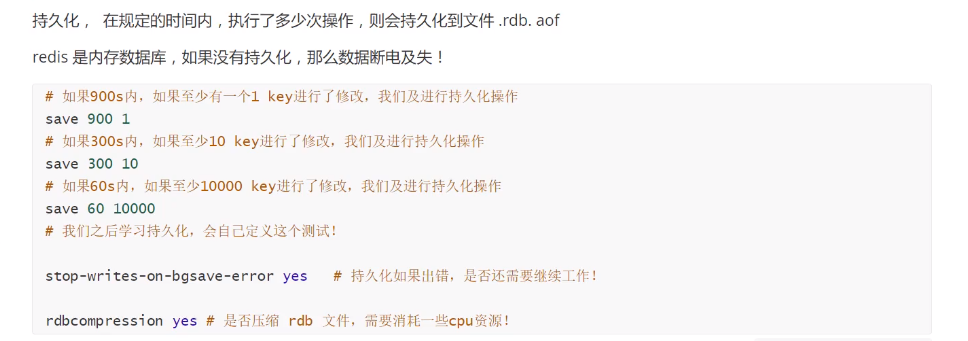 持久化， 在规定的时间内，执行了多少次操作，则会持久化到文件 .rdb. aof
redis 是内存数据库，如果没有持久化，那么数据断电及失！
# 如果900s内，如果至少有一个1 key进行了修改，我们及进行持久化操作
save 900 1
# 如果300s内，如果至少10 key进行了修改，我们及进行持久化操作
save 300 10
# 如果60s内，如果至少10000 key进行了修改，我们及进行持久化操作
save 60 10000
# 我们之后学习持久化，会自己定义这个测试！
stop-writes-on-bgsave-error yes # 持久化如果出错，是否还需要继续工作！
rdbcompression yes # 是否压缩 rdb 文件，需要消耗一些cpu资源！